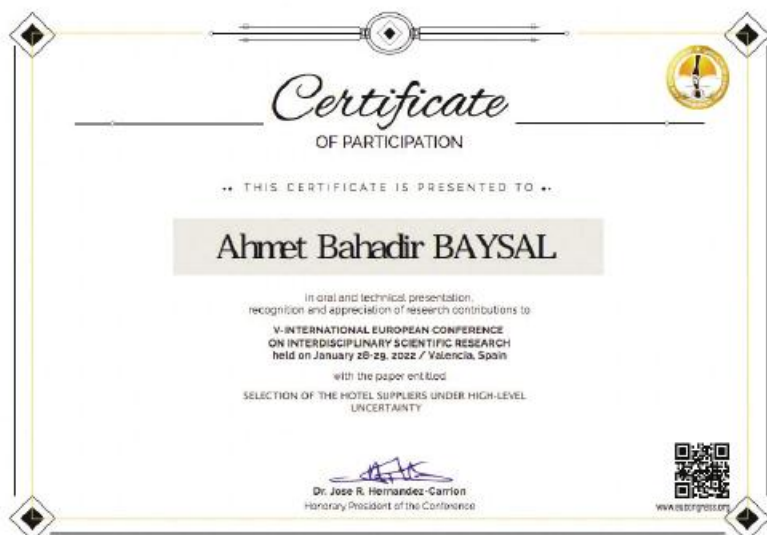 Certificate
OF PARTICIPATION
THIS CERTIFICATE IS PRESENTED TO
Ahmet Bahadir BAYSAL
in oral and technical presentation,
recognition and appreciation of research contributions to
V-INTERNATIONAL EUROPEAN CONFERENCE
ON INTERDISCIPLINARY SCIENTIFIC RESEARCH
held on January 28-29, 2022 / Valencia, Spain
with the paper entitled
SELECTION OF THE HOTEL SUPPLIERS UNDER HIGH-LEVEL
UNCERTAINTY
Dr. Jose R. Hernandez-Carrion
Honorary President of the Conference
www.eucongress.org